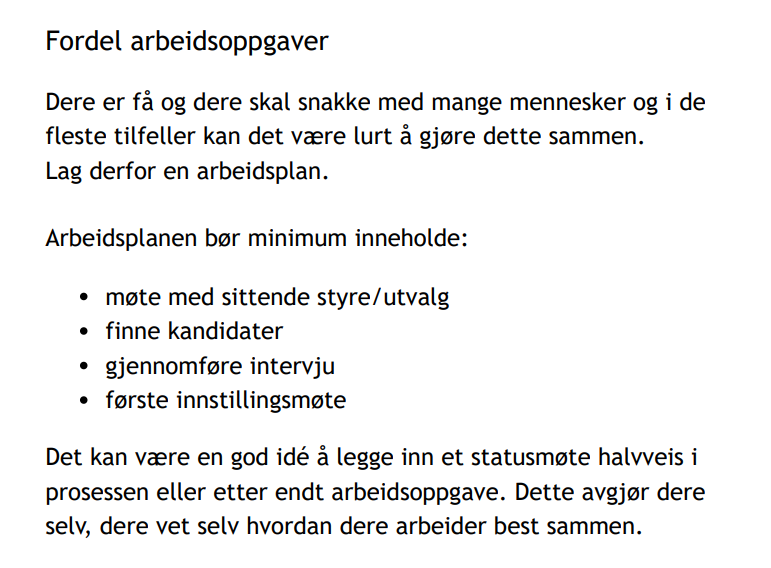 Fordel arbeidsoppgaver
Dere er få og dere skal snakke med mange mennesker og i de
fleste tilfeller kan det være lurt å gjøre dette sammen.
Lag derfor en arbeidsplan.
Arbeidsplanen bør minimum inneholde:
• møte med sittende styre/utvalg
• finne kandidater
• gjennomføre intervju
• første innstillingsmøte
Det kan være en god idé å legge inn et statusmøte halvveis i
prosessen eller etter endt arbeidsoppgave. Dette avgjør dere
selv, dere vet selv hvordan dere arbeider best sammen.